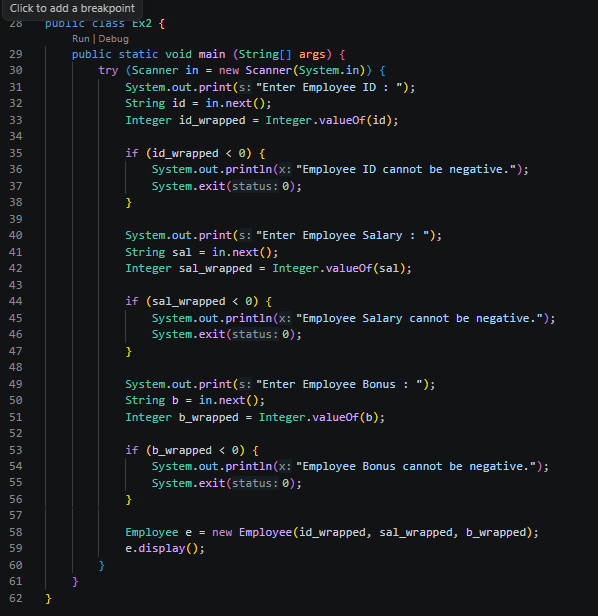 Click to add a breakpoint
28 public class Ex2 {
Run | Debug
29 public static void main (String[] args) {
30 try (Scanner in = new Scanner(System.in)) {
31 System.out.print(s: "Enter Employee ID : ");
32 String id = in.next();
33 Integer id_wrapped = Integer.valueOf(id);
34
35 if (id_wrapped < 0) {
36 System.out.println(x: "Employee ID cannot be negative.");
37 System.exit(status: 0);
38 }
39
40 System.out.print(s: "Enter Employee Salary : ");
41 String sal = in.next();
42 Integer sal_wrapped = Integer.valueOf(sal);
43
44 if (sal_wrapped < 0) {
45 System.out.println(x: "Employee Salary cannot be negative.");
46 System.exit(status: 0);
47 }
48
49 System.out.print(s: "Enter Employee Bonus : ");
50 String b = in.next();
51 Integer b_wrapped = Integer.valueOf(b);
52
53 if (b_wrapped < 0) {
54 System.out.println(x: "Employee Bonus cannot be negative.");
55 System.exit(status: 0);
56 }
57
58 Employee e = new Employee(id_wrapped, sal_wrapped, b_wrapped);
59 e.display();
60 }
61 }
62 }